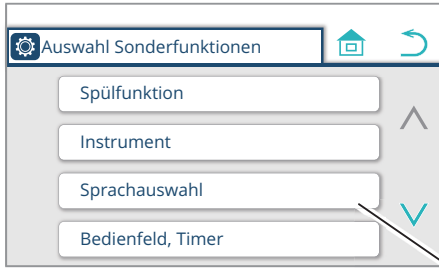 Auswahl Sonderfunktionen
Spülfunktion
Instrument
Sprachauswahl
Bedienfeld, Timer